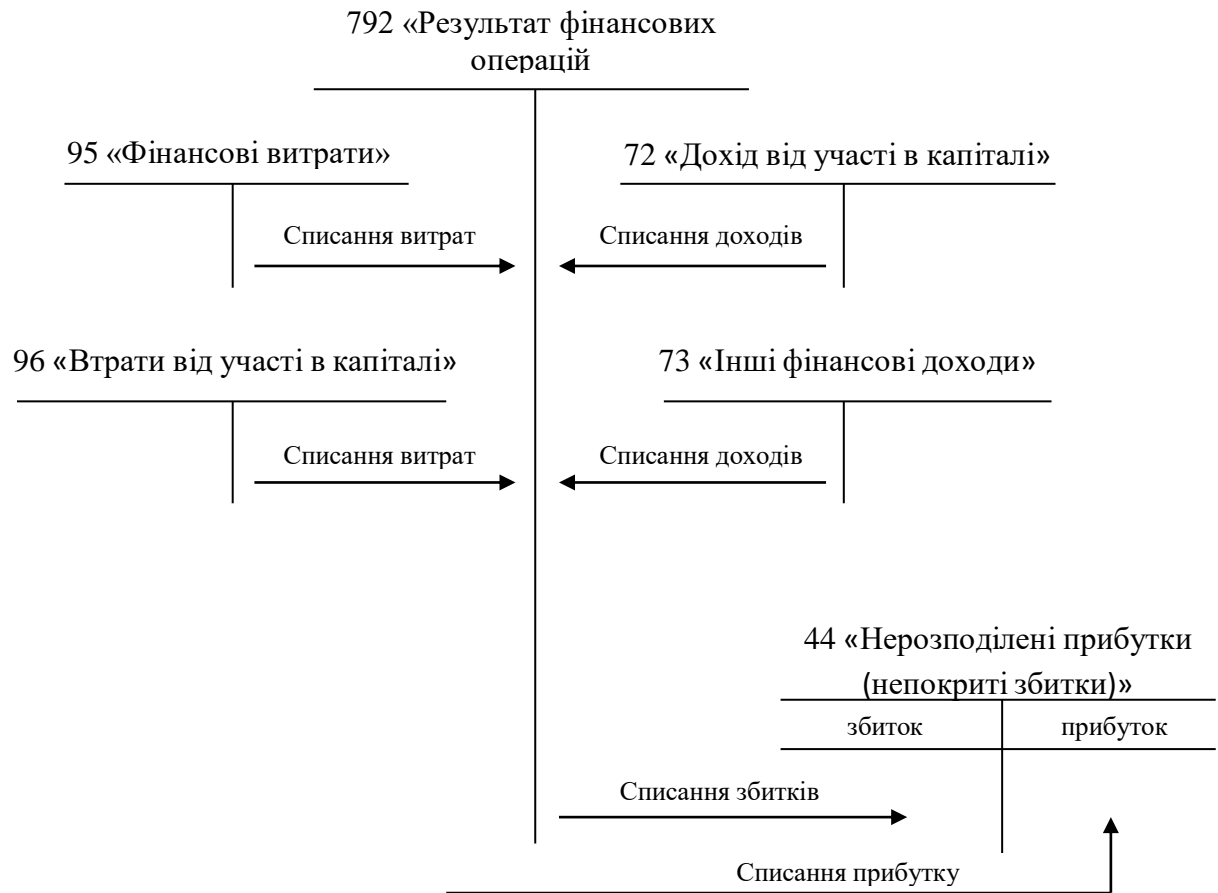 792 «Результат фінансових
операцій
95 «Фінансові витрати»
72 «Дохід від участі в капіталі»
Списання витрат
Списання доходів
96 «Втрати від участі в капіталі»
73 «Інші фінансові доходи»
Списання витрат
Списання доходів
44 «Нерозподілені прибутки
(непокриті збитки)»
збиток
прибуток
Списання збитків
Списання прибутку